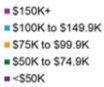 $150K+
$100K to $149.9K
$75K to $99.9K
$50K to $74.9K
<$50K